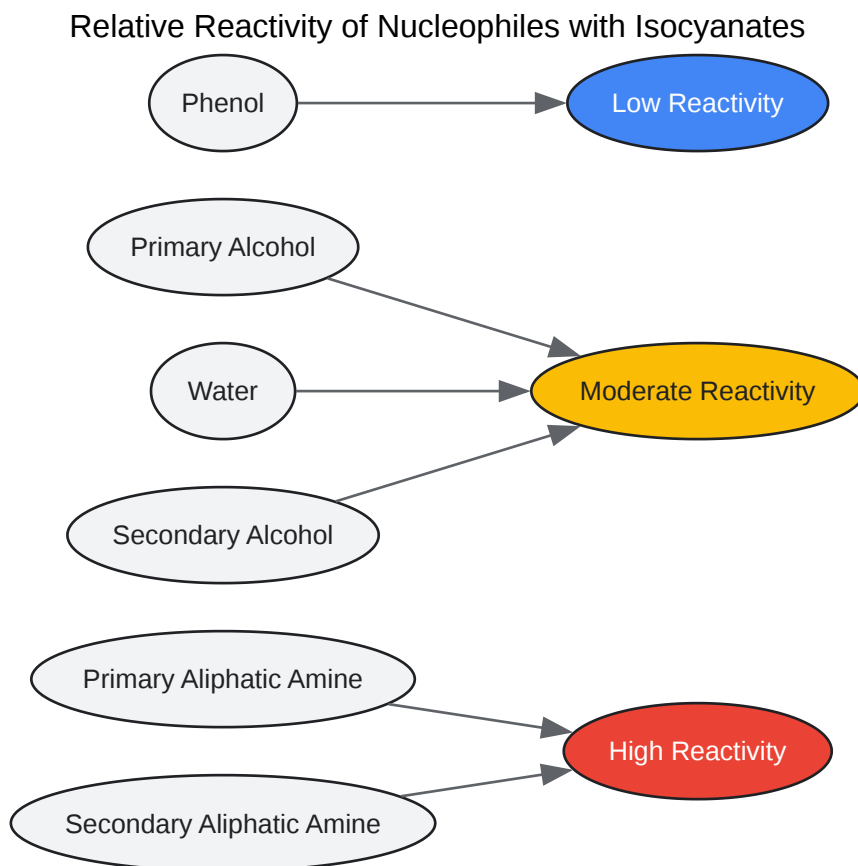 Relative Reactivity of Nucleophiles with Isocyanates
Phenol
Low Reactivity
Primary Alcohol
Water
Moderate Reactivity
Secondary Alcohol
Primary Aliphatic Amine
High Reactivity
Secondary Aliphatic Amine